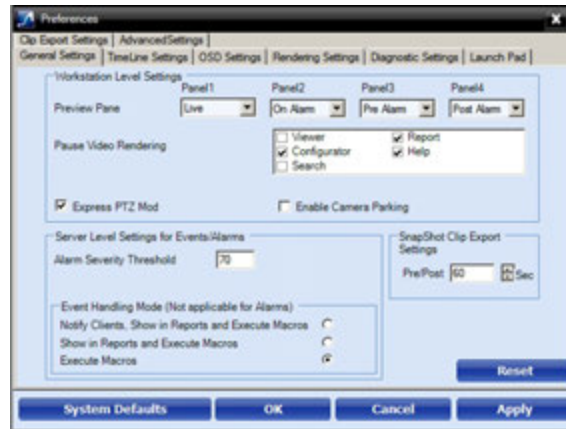 Preferences
Clip Export Settings AdvancedSettings
General Settings TimeLine Settings OSD Settings Rendering Settings Diagnostic Settings Launch Pad
Workstation Level Settings
Panel1 Panel2 Panel3 Panel4
Preview Pane Live On Alarm Pre Alarm Post Alarm
Pause Video Rendering
Viewer Report
Configurator Help
Search
Express PTZ Mod Enable Camera Parking
Server Level Settings for Events/Alarms
Alarm Severity Threshold 70
SnapShot Clip Export
Settings
Pre/Post 60 Sec
Event Handling Mode (Not applicable for Alarms)
Notify Clients, Show in Reports and Execute Macros
Show in Reports and Execute Macros
Execute Macros
Reset
System Defaults OK Cancel Apply